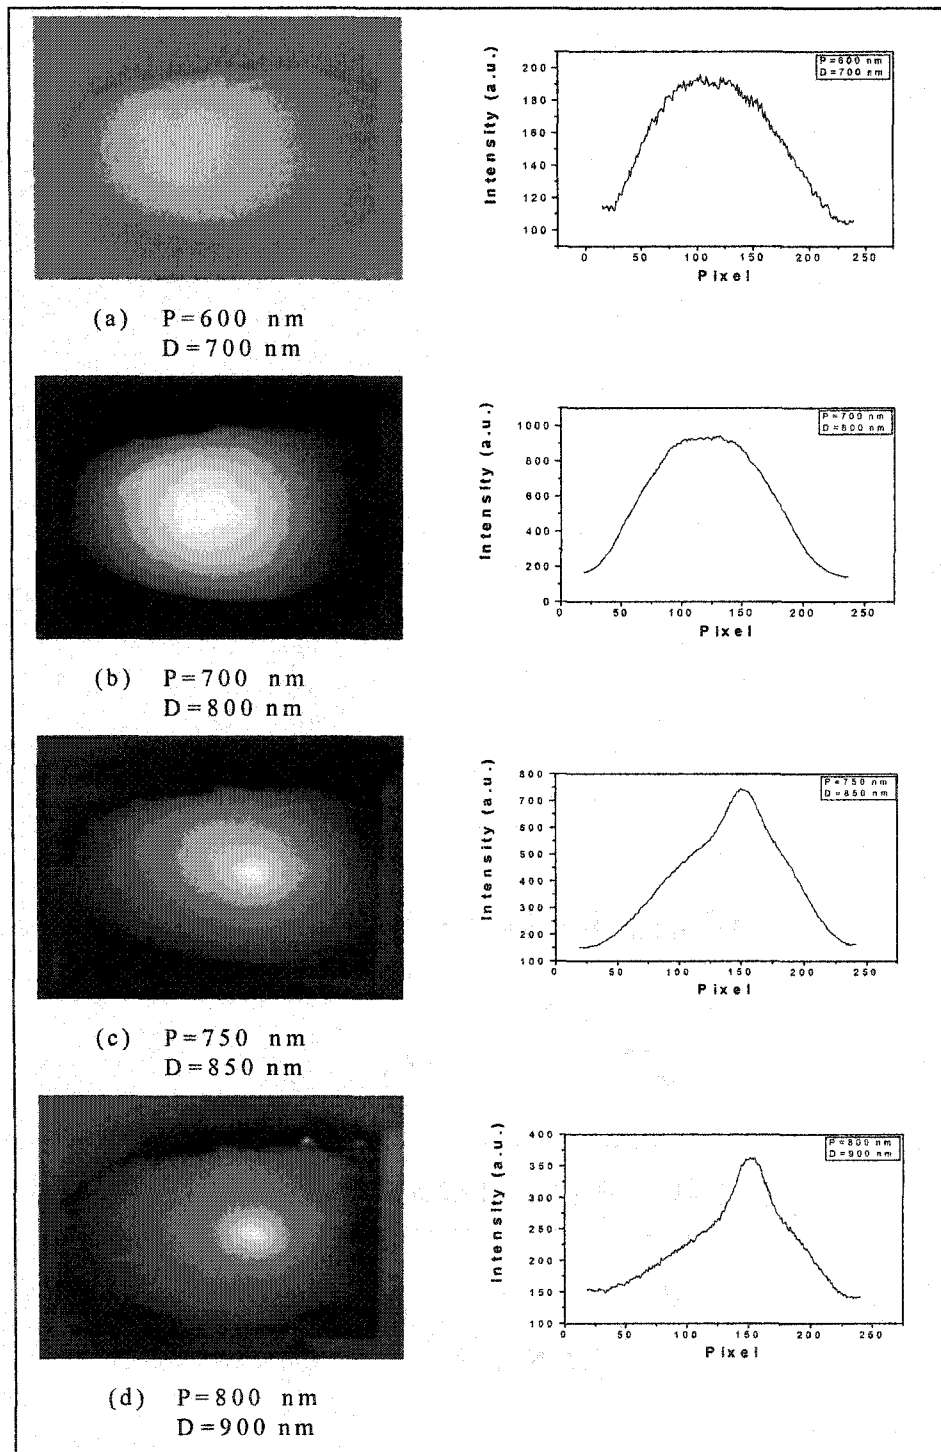 Intensity (a.u.)
P=600 nm
D=700 nm
200
180
160
140
120
100
0 50 100 150 200 250
Pixel
(a) P=600 nm
D=700 nm
Intensity (a.u.)
P=700 nm
D=800 nm
1000
800
600
400
200
0
0 50 100 150 200 250
Pixel
(b) P=700 nm
D=800 nm
Intensity (a.u.)
P=750 nm
D=850 nm
800
700
600
500
400
300
200
100
0 50 100 150 200 250
Pixel
(c) P=750 nm
D=850 nm
Intensity (a.u.)
P=800 nm
D=900 nm
400
350
300
250
200
150
100
0 50 100 150 200 250
Pixel
(d) P=800 nm
D=900 nm